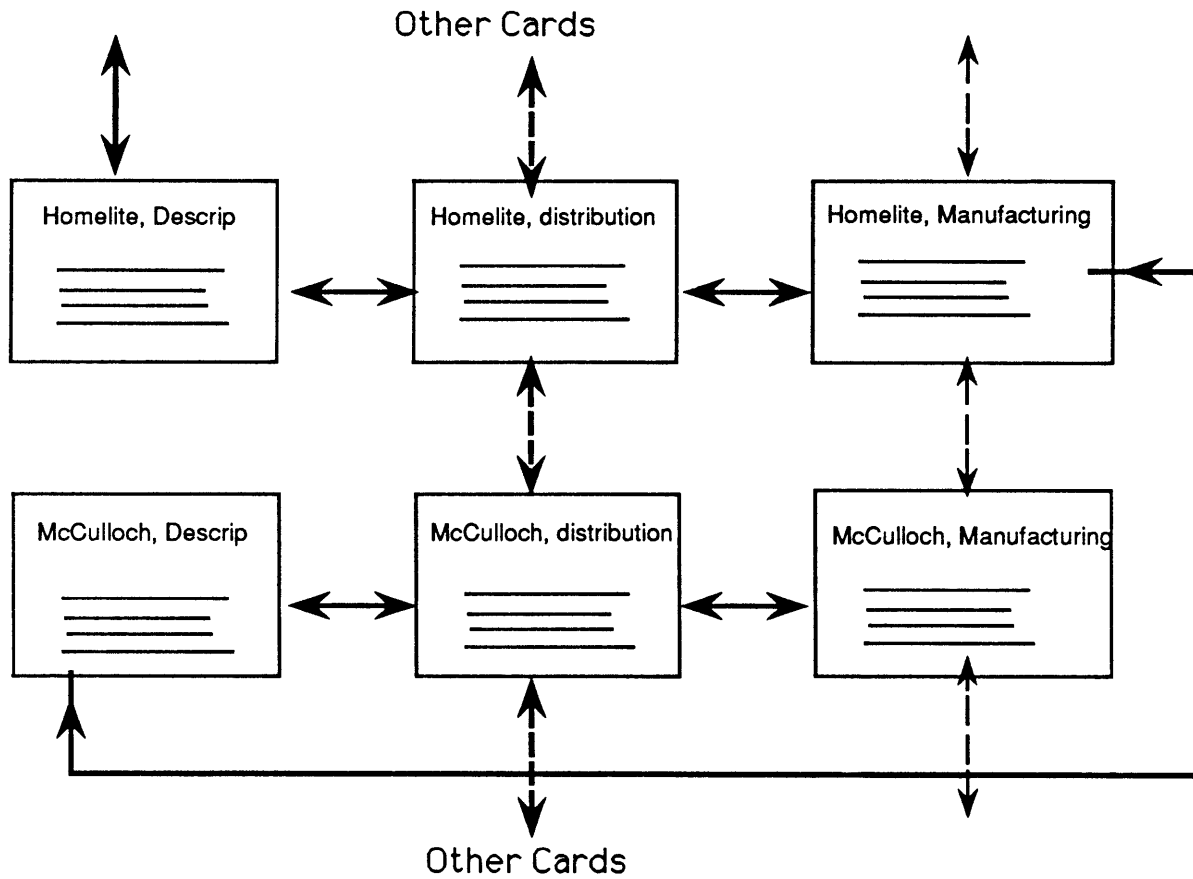 Other Cards
Homelite, Descrip
Homelite, distribution
Homelite, Manufacturing
McCulloch, Descrip
McCulloch, distribution
McCulloch, Manufacturing
Other Cards